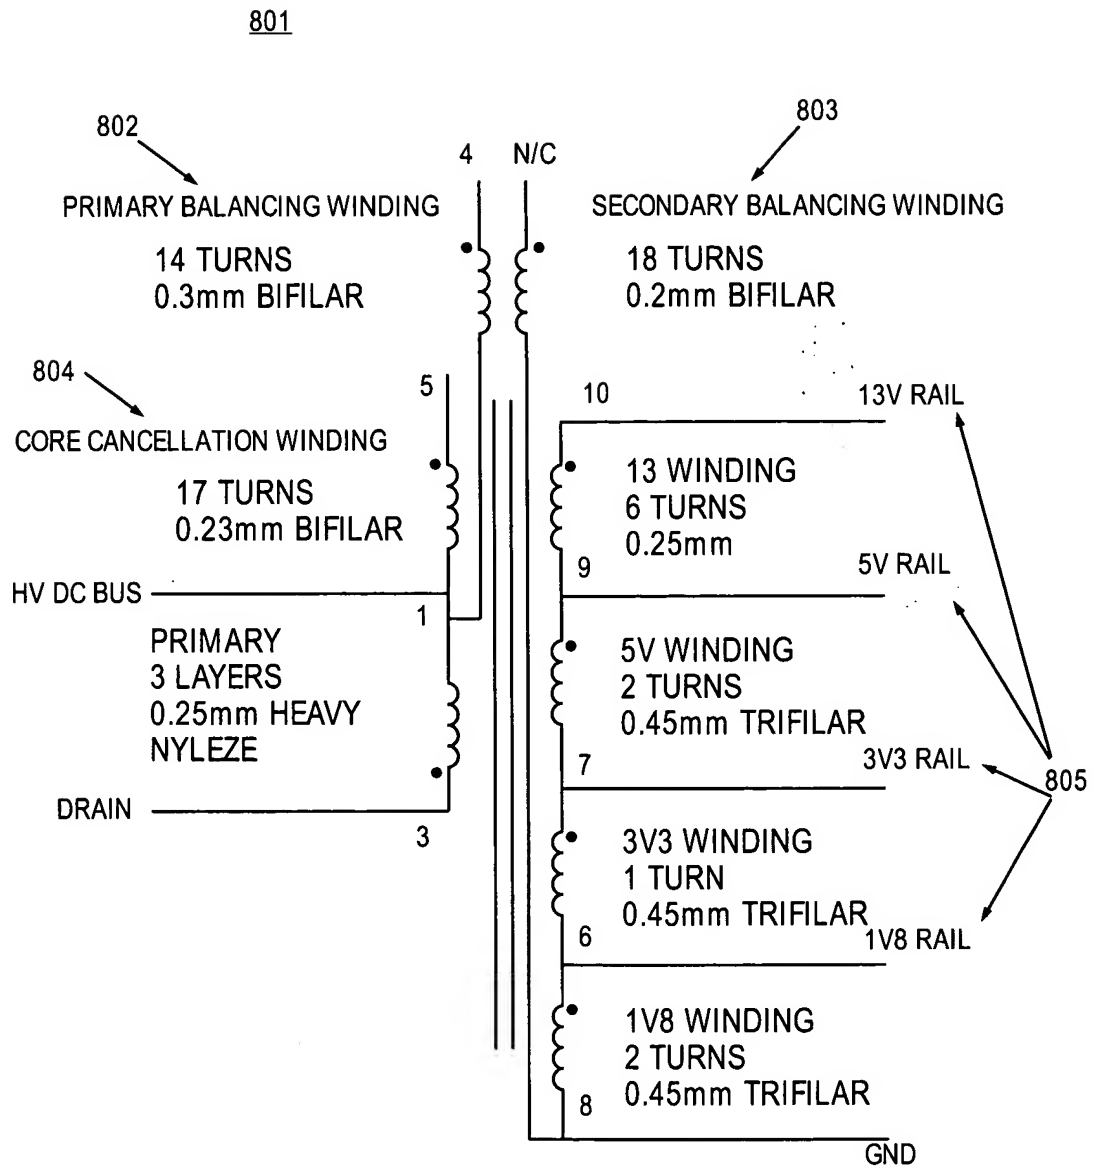 801
802
803
4
N/C
PRIMARY BALANCING WINDING
14 TURNS
0.3mm BIFILAR
SECONDARY BALANCING WINDING
18 TURNS
0.2mm BIFILAR
804
5
CORE CANCELLATION WINDING
17 TURNS
0.23mm BIFILAR
10
13V RAIL
13 WINDING
6 TURNS
0.25mm
9
5V RAIL
HV DC BUS
1
PRIMARY
3 LAYERS
0.25mm HEAVY
NYLEZE
5V WINDING
2 TURNS
0.45mm TRIFILAR
7
3V3 RAIL
805
DRAIN
3
3V3 WINDING
1 TURN
0.45mm TRIFILAR
6
1V8 RAIL
1V8 WINDING
2 TURNS
0.45mm TRIFILAR
8
GND